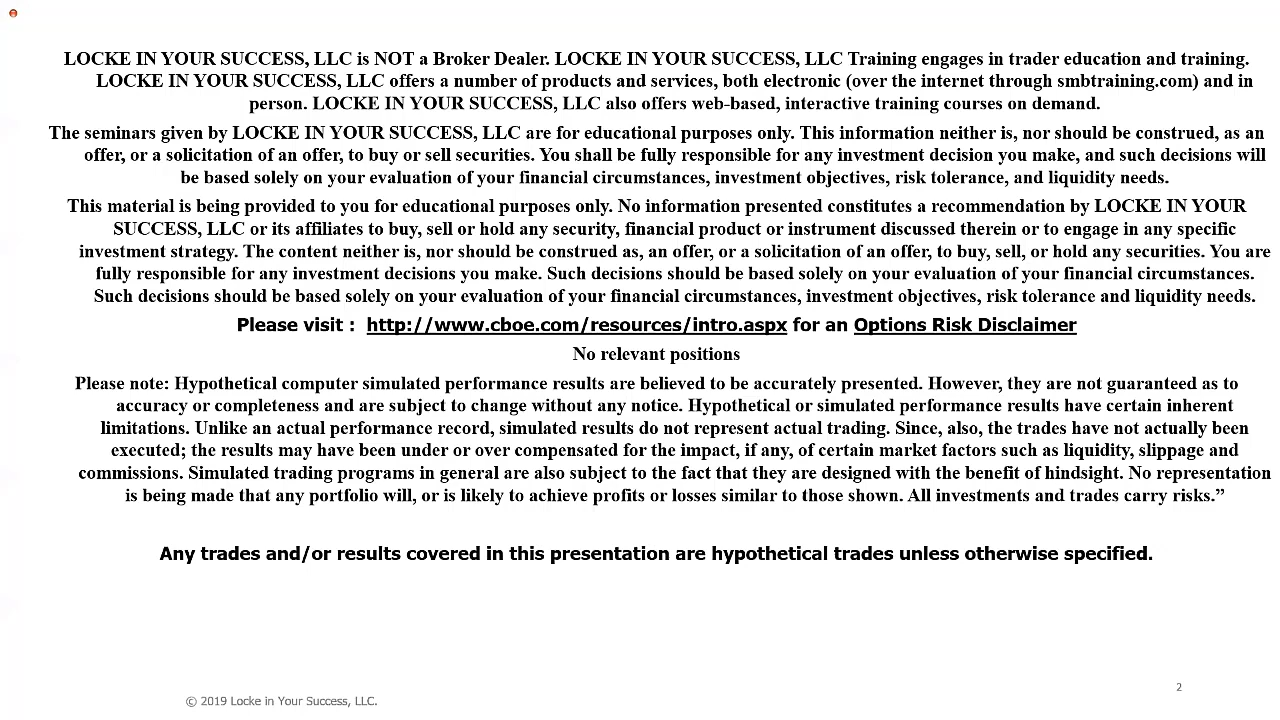 LOCKE IN YOUR SUCCESS, LLC is NOT a Broker Dealer. LOCKE IN YOUR SUCCESS, LLC Training engages in trader education and training.
LOCKE IN YOUR SUCCESS, LLC offers a number of products and services, both electronic (over the internet through smbtraining.com) and in
person. LOCKE IN YOUR SUCCESS, LLC also offers web-based, interactive training courses on demand.
The seminars given by LOCKE IN YOUR SUCCESS, LLC are for educational purposes only. This information neither is, nor should be construed, as an
offer, or a solicitation of an offer, to buy or sell securities. You shall be fully responsible for any investment decision you make, and such decisions will
be based solely on your evaluation of your financial circumstances, investment objectives, risk tolerance, and liquidity needs.
This material is being provided to you for educational purposes only. No information presented constitutes a recommendation by LOCKE IN YOUR
SUCCESS, LLC or its affiliates to buy, sell or hold any security, financial product or instrument discussed therein or to engage in any specific
investment strategy. The content neither is, nor should be construed as, an offer, or a solicitation of an offer, to buy, sell, or hold any securities. You are
fully responsible for any investment decisions you make. Such decisions should be based solely on your evaluation of your financial circumstances.
Such decisions should be based solely on your evaluation of your financial circumstances, investment objectives, risk tolerance and liquidity needs.
Please visit : http://www.cboe.com/resources/intro.aspx for an Options Risk Disclaimer
No relevant positions
Please note: Hypothetical computer simulated performance results are believed to be accurately presented. However, they are not guaranteed as to
accuracy or completeness and are subject to change without any notice. Hypothetical or simulated performance results have certain inherent
limitations. Unlike an actual performance record, simulated results do not represent actual trading. Since, also, the trades have not actually been
executed; the results may have been under or over compensated for the impact, if any, of certain market factors such as liquidity, slippage and
commissions. Simulated trading programs in general are also subject to the fact that they are designed with the benefit of hindsight. No representation
is being made that any portfolio will, or is likely to achieve profits or losses similar to those shown. All investments and trades carry risks.”
Any trades and/or results covered in this presentation are hypothetical trades unless otherwise specified.
© 2019 Locke in Your Success, LLC.
2